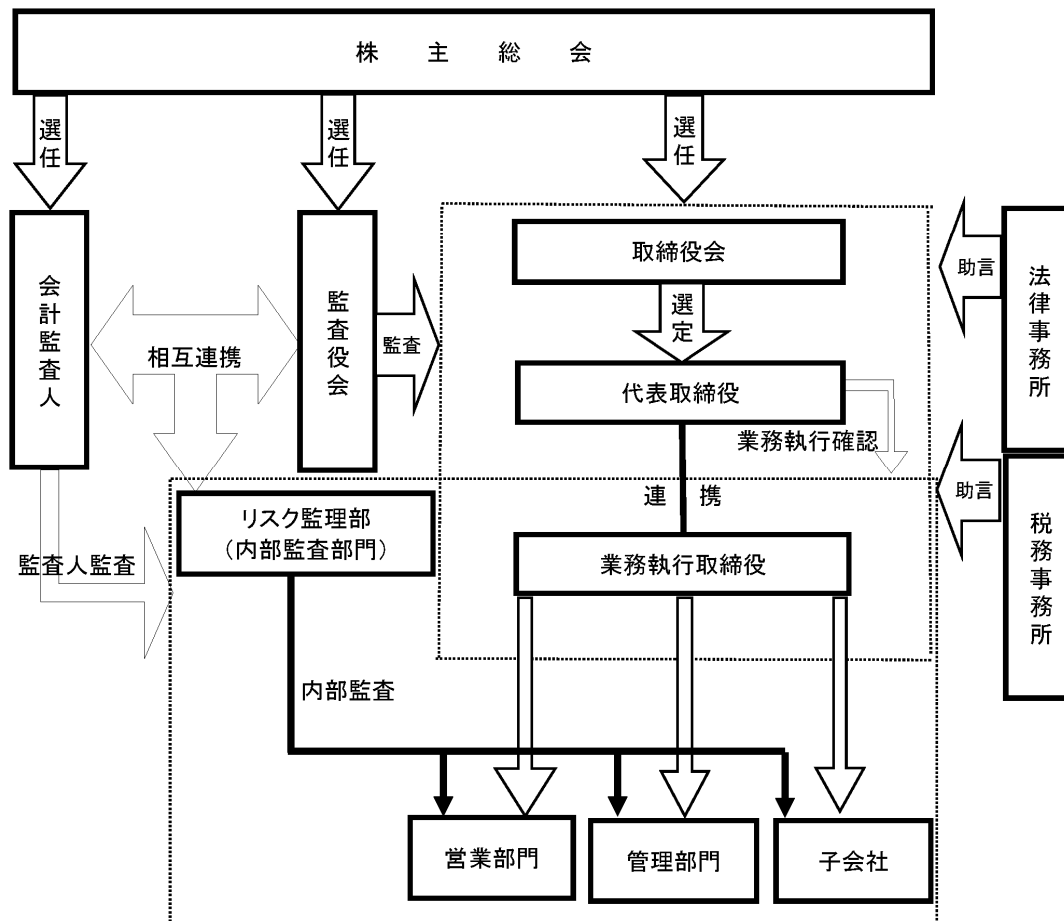 株主総会
選任
選任
選任
会計監査人
相互連携
監査役会
監査
取締役会
選定
代表取締役
業務執行確認
助言
法律事務所
連携
助言
税務事務所
リスク監理部
（内部監査部門）
監査人監査
業務執行取締役
内部監査
営業部門
管理部門
子会社